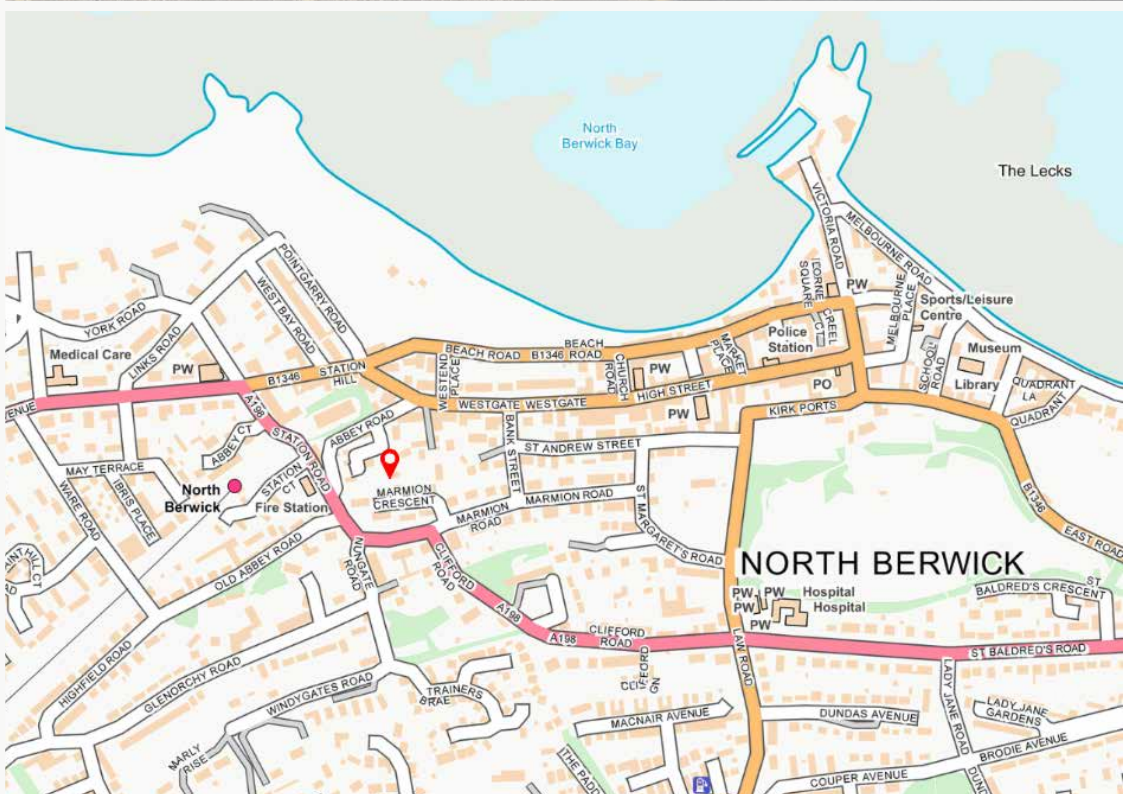 North
Berwick Bay
The Lecks
VICTORIA ROAD
MELBOURNE ROAD
POINTGARRY ROAD
WEST BAY ROAD
YORK ROAD
LINKS ROAD
Medical Care
PW
B1346
STATION
HILL
BEACH ROAD
B1346
BEACH
ROAD
WESTEND
PLACE
CHURCH
ROAD
PW
MARKET
PLACE
Police
Station
SQUARE
CREEL
CT
PW
MELBOURNE
PLACE
Sports/Leisure
Centre
SCHOOL
ROAD
Museum
Library
QUADRANT
LA
QUADRANT
PO
HIGH STREET
WESTGATE
WESTGATE
PW
KIRK PORTS
A198
STATION ROAD
ABBEY CT
ABBEY ROAD
STATION
CT
Fire Station
North
Berwick
MAY TERRACE
IBRIS PLACE
WARE ROAD
BANK STREET
ST ANDREW STREET
MARMION
CRESCENT
MARMION
ROAD
MARMION ROAD
ST MARGARET'S ROAD
B1346
EAST ROAD
OLD ABBEY ROAD
NUNGATE
ROAD
CLIFFORD
ROAD
A198
A198
CLIFFORD
ROAD
NORTH BERWICK
PW
PW
PW
PW
Hospital
Hospital
ST
BALDRED'S CRESCENT
ST BALDRED'S ROAD
LAW ROAD
LADY JANE ROAD
LADY JANE
GARDENS
HIGHFIELD ROAD
GLENORCHY ROAD
WINDYGATES ROAD
TRAINERS
BRAE
MARLY
RISE
MACNAIR AVENUE
DUNDAS AVENUE
BRODIE AVENUE
COUPER AVENUE